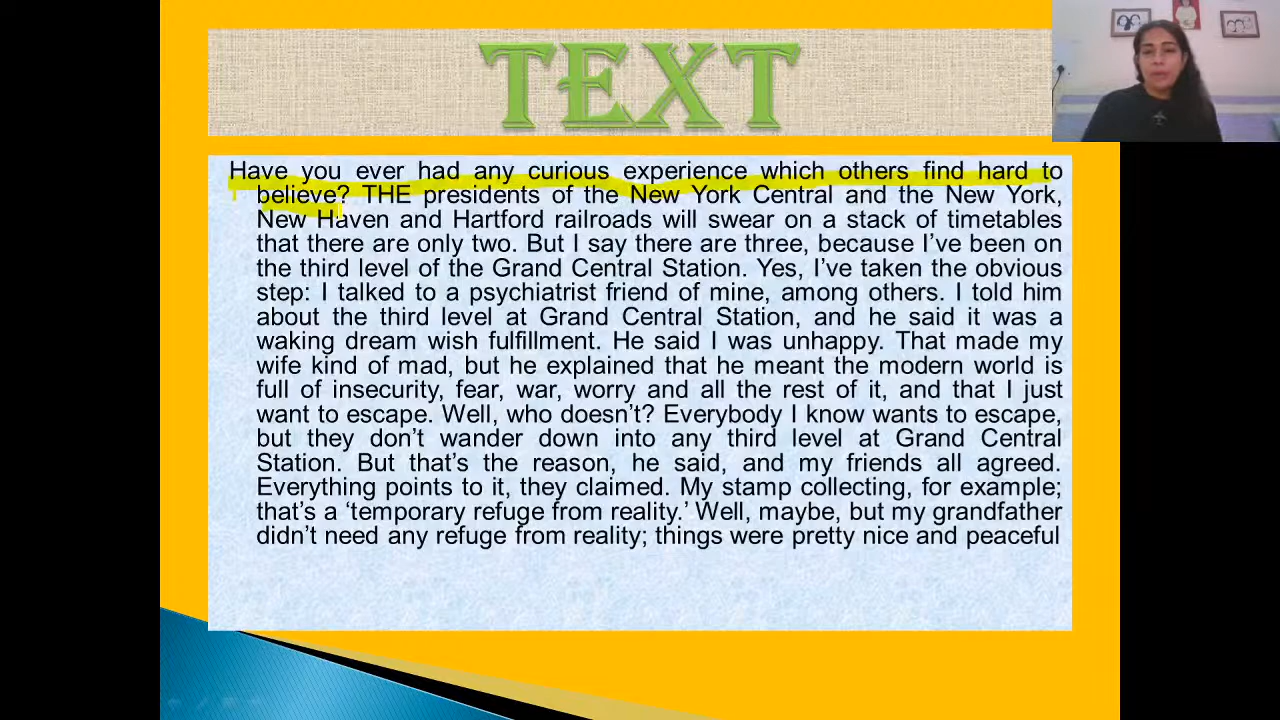 TEXT
Have you ever had any curious experience which others find hard to
believe? THE presidents of the New York Central and the New York,
New Haven and Hartford railroads will swear on a stack of timetables
that there are only two. But I say there are three, because I’ve been on
the third level of the Grand Central Station. Yes, I’ve taken the obvious
step: I talked to a psychiatrist friend of mine, among others. I told him
about the third level at Grand Central Station, and he said it was a
waking dream wish fulfillment. He said I was unhappy. That made my
wife kind of mad, but he explained that he meant the modern world is
full of insecurity, fear, war, worry and all the rest of it, and that I just
want to escape. Well, who doesn’t? Everybody I know wants to escape,
but they don’t wander down into any third level at Grand Central
Station. But that’s the reason, he said, and my friends all agreed.
Everything points to it, they claimed. My stamp collecting, for example;
that’s a ‘temporary refuge from reality.’ Well, maybe, but my grandfather
didn’t need any refuge from reality; things were pretty nice and peaceful